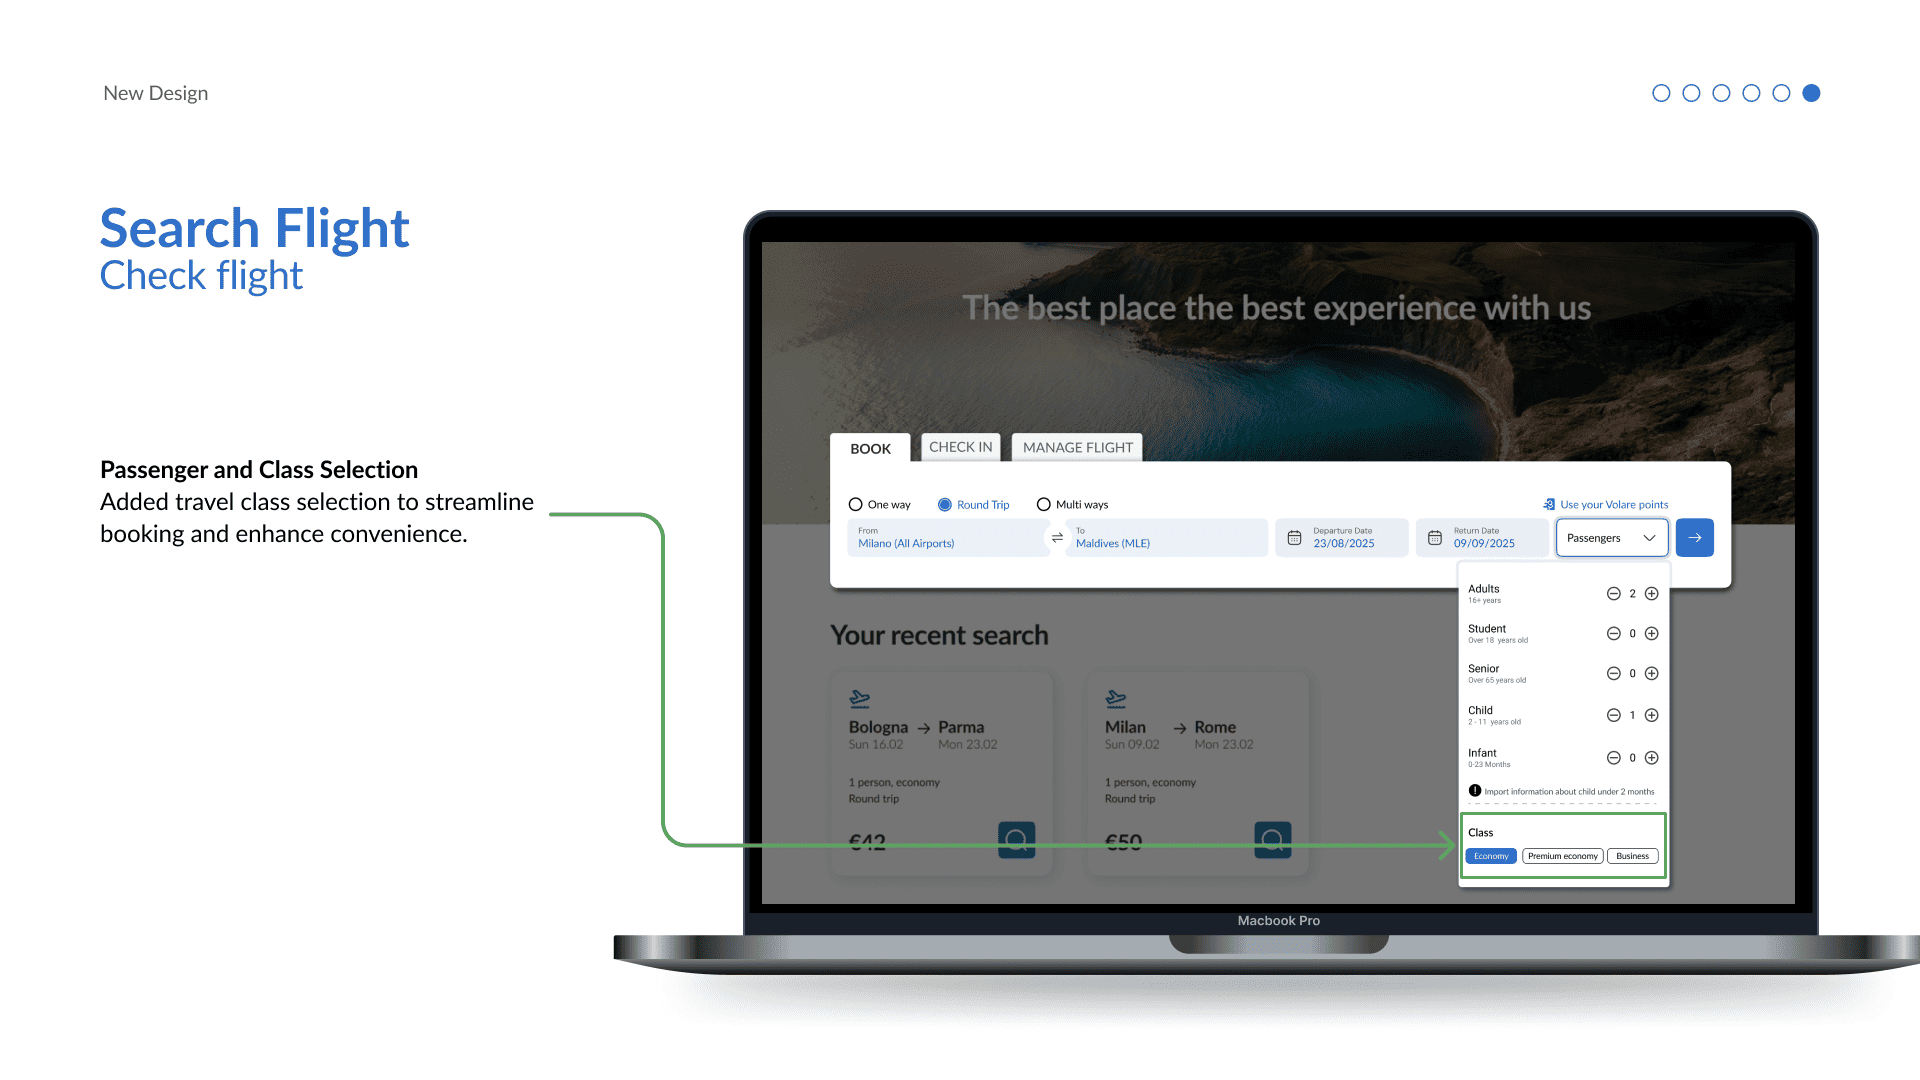 New Design
Search Flight
Check flight
Passenger and Class Selection
Added travel class selection to streamline
booking and enhance convenience.
The best place the best experience with us
BOOK
CHECK IN
MANAGE FLIGHT
One way
Round Trip
Multi ways
Use your Volare points
From
Milano (All Airports)
To
Maldives (MLE)
Departure Date
23/08/2025
Return Date
09/09/2025
Passengers
Adults
16+ years
2
Student
Over 18 years old
0
Senior
Over 65 years old
0
Child
2 - 11 years old
1
Infant
0-23 Months
0
Import information about child under 2 months
Class
Economy
Premium economy
Business
Your recent search
Bologna → Parma
Sun 16.02 Mon 23.02
1 person, economy
Round trip
€42
Milan → Rome
Sun 09.02 Mon 23.02
1 person, economy
Round trip
€50
Macbook Pro